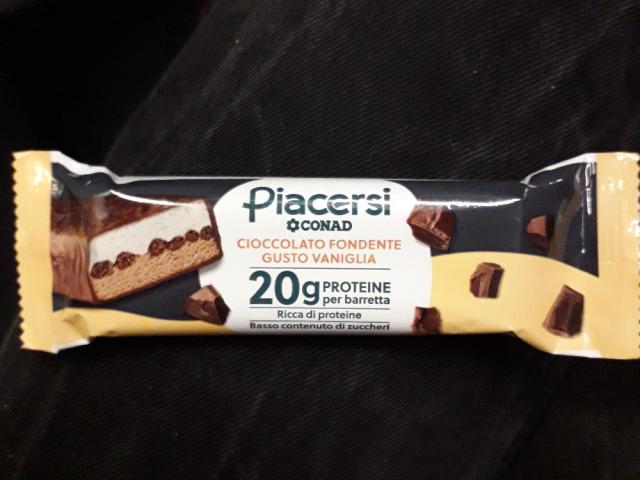 Piacersi
CONAD
CIOCCOLATO FONDENTE
GUSTO VANIGLIA
20g PROTEINE
per barretta
Ricca di proteine
Basso contenuto di zuccheri